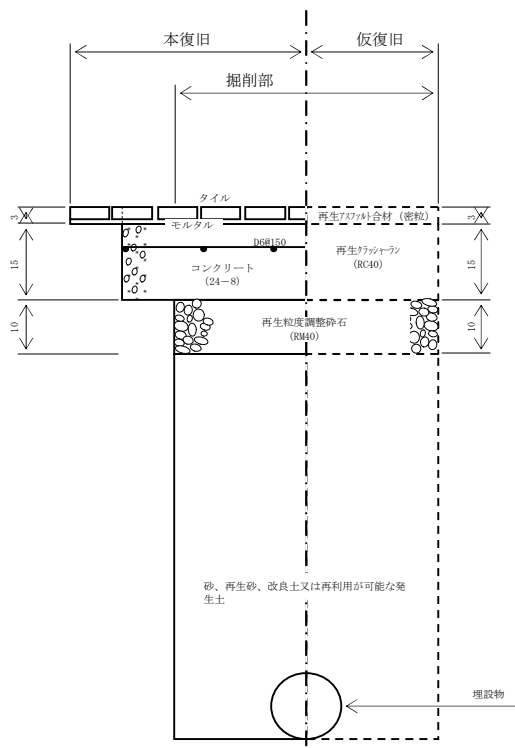 本復旧
仮復旧
掘削部
タイル
3
再生ｱｽﾌｧﾙﾄ合材（密粒）
3
モルタル
D6@150
15
再生ｸﾗｯｼｬｰﾗﾝ
(RC40)
15
コンクリート
(24－8)
10
再生粒度調整砕石
(RM40)
10
砂、再生砂、改良土又は再利用が可能な発
生土
埋設物